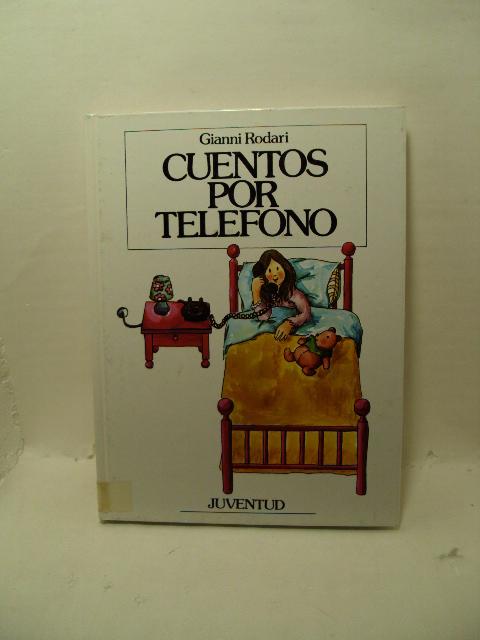 Gianni Rodari
CUENTOS
POR
TELEFONO
JUVENTUD